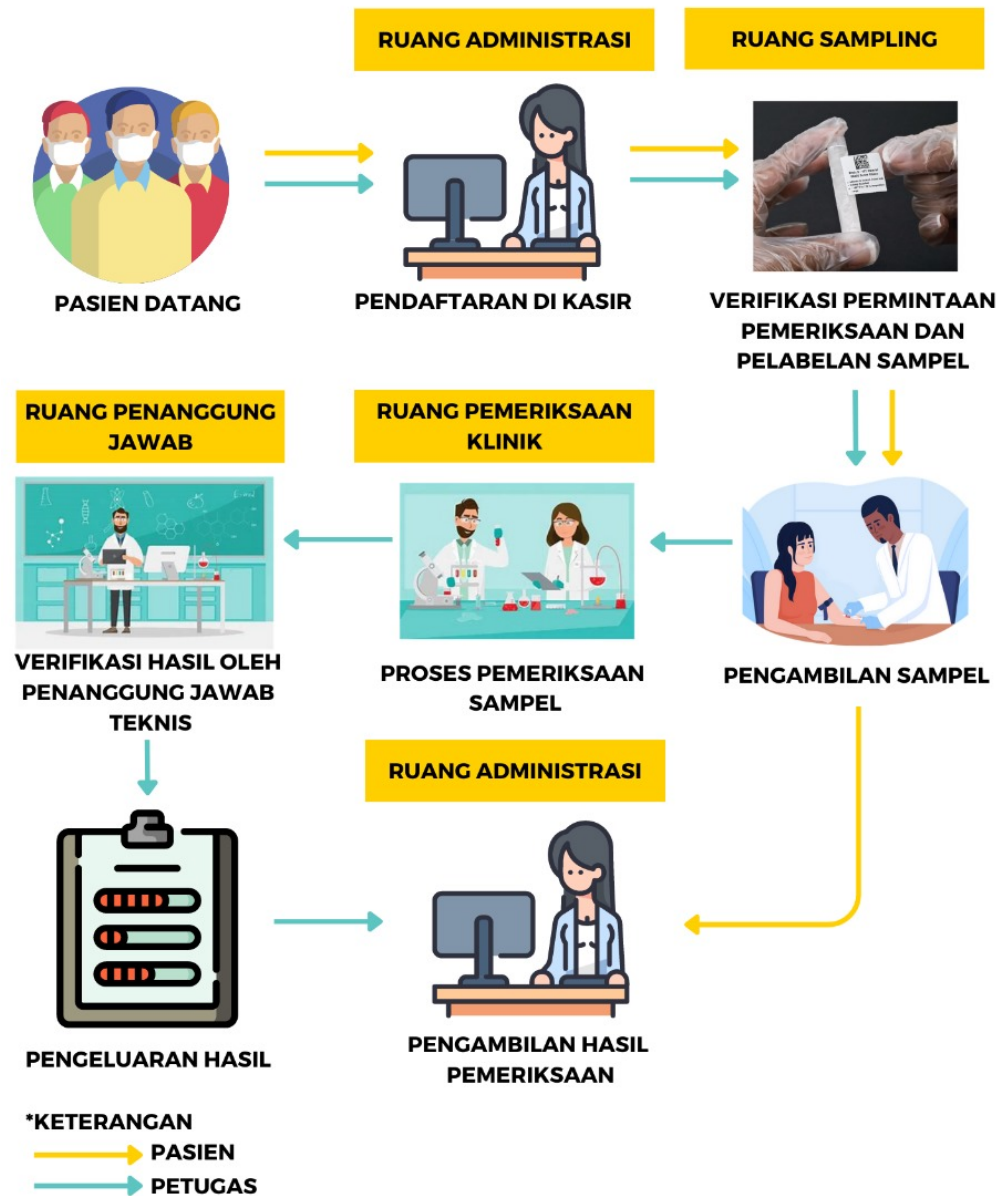 RUANG ADMINISTRASI
RUANG SAMPLING
PASIEN DATANG
PENDAFTARAN DI KASIR
VERIFIKASI PERMINTAAN
PEMERIKSAAN DAN
PELABELAN SAMPEL
RUANG PENANGGUNG
JAWAB
RUANG PEMERIKSAAN
KLINIK
VERIFIKASI HASIL OLEH
PENANGGUNG JAWAB
TEKNIS
PROSES PEMERIKSAAN
SAMPEL
PENGAMBILAN SAMPEL
RUANG ADMINISTRASI
PENGELUARAN HASIL
PENGAMBILAN HASIL
PEMERIKSAAN
*KETERANGAN
PASIEN
PETUGAS